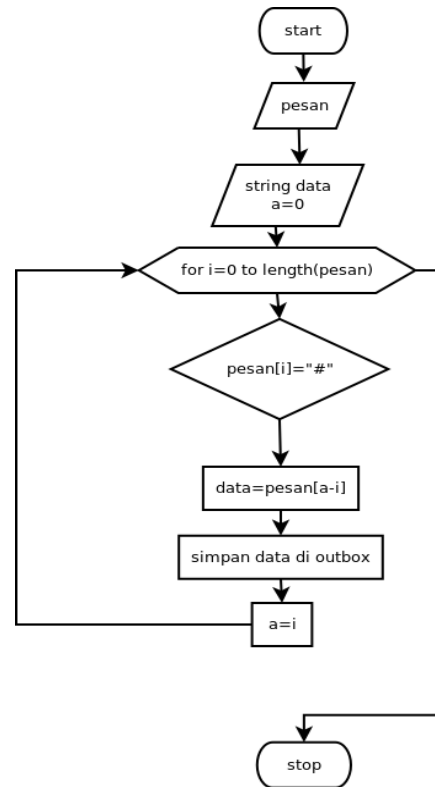 start
pesan
string data
a=0
for i=0 to length(pesan)
pesan[i]="#"
data=pesan[a-i]
simpan data di outbox
a=i
stop